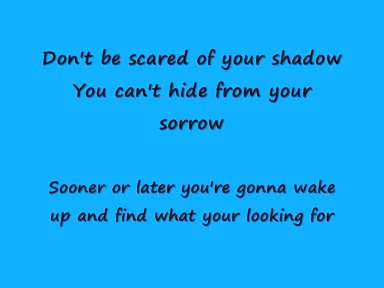 Don't be scared of your shadow
You can't hide from your
sorrow
Sooner or later you're gonna wake
up and find what your looking for